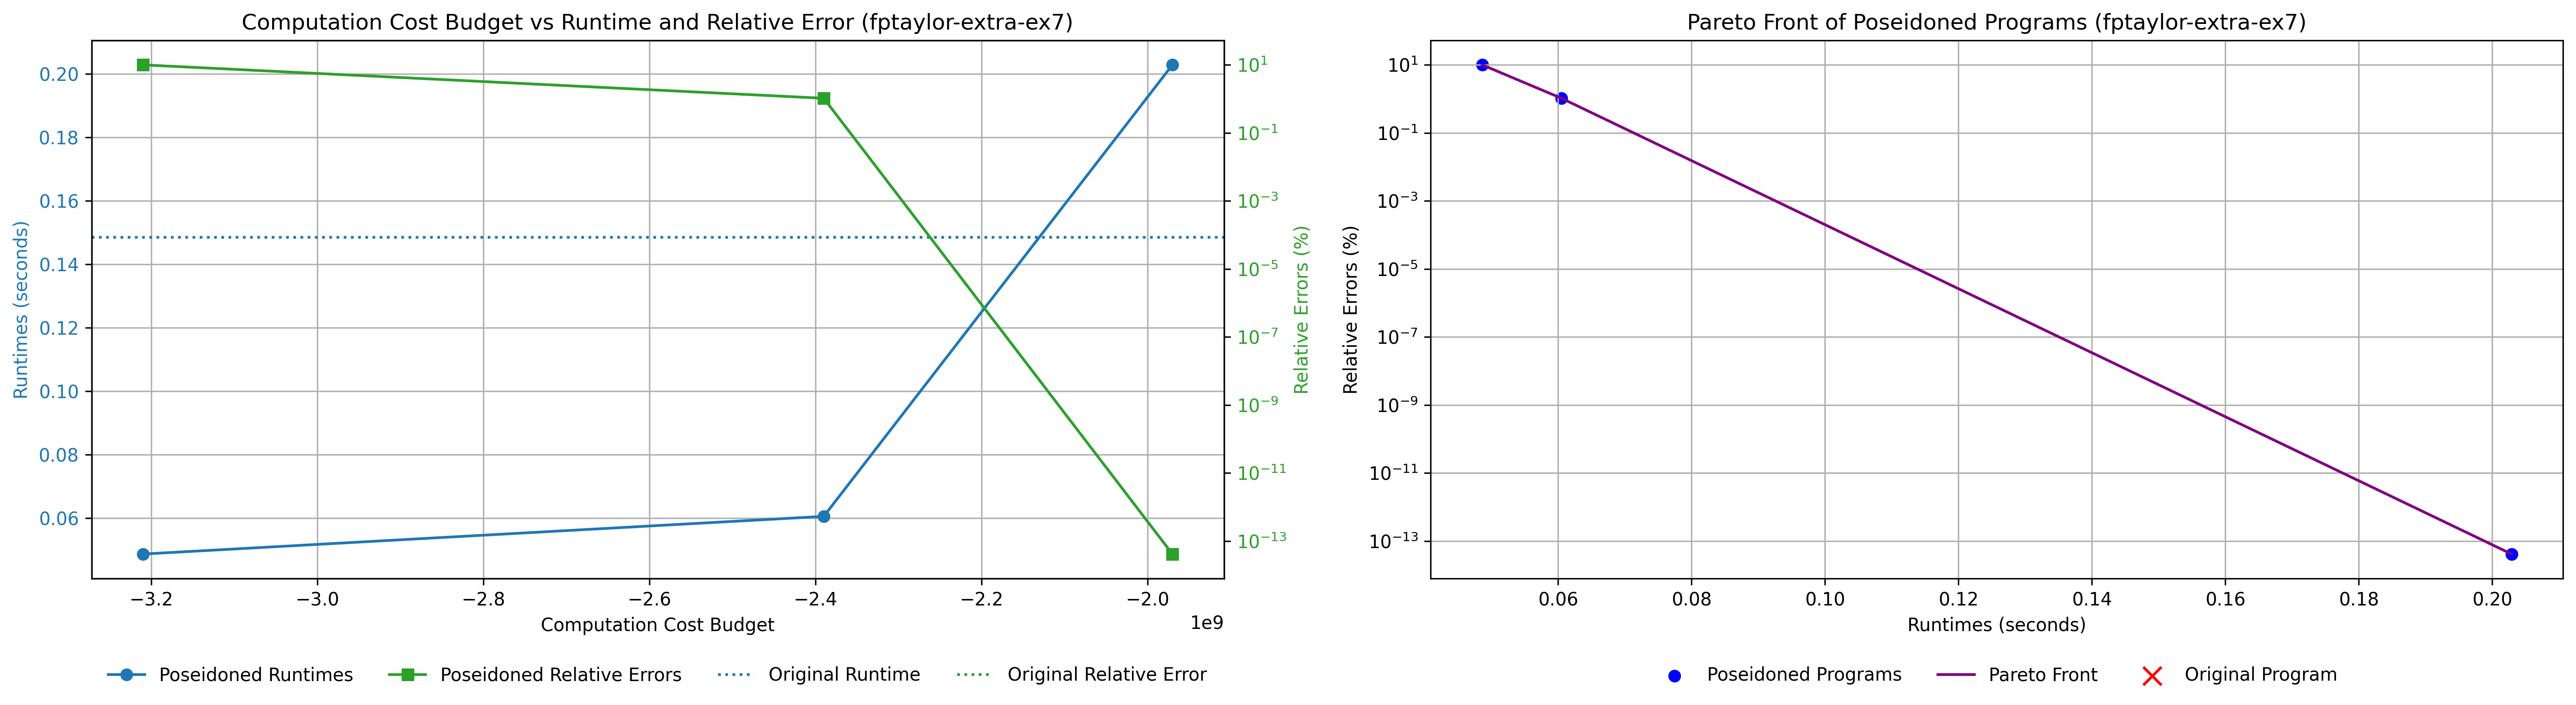 Computation Cost Budget vs Runtime and Relative Error (fptaylor-extra-ex7)
0.20
0.18
0.16
0.14
0.12
0.10
0.08
0.06
Runtimes (seconds)
10¹
10⁻¹
10⁻³
10⁻⁵
10⁻⁷
10⁻⁹
10⁻¹¹
10⁻¹³
Relative Errors (%)
−3.2 −3.0 −2.8 −2.6 −2.4 −2.2 −2.0
1e9
Computation Cost Budget
Poseidoned Runtimes Poseidoned Relative Errors Original Runtime Original Relative Error
Pareto Front of Poseidoned Programs (fptaylor-extra-ex7)
10¹
10⁻¹
10⁻³
10⁻⁵
10⁻⁷
10⁻⁹
10⁻¹¹
10⁻¹³
Relative Errors (%)
0.06 0.08 0.10 0.12 0.14 0.16 0.18 0.20
Runtimes (seconds)
Poseidoned Programs Pareto Front Original Program